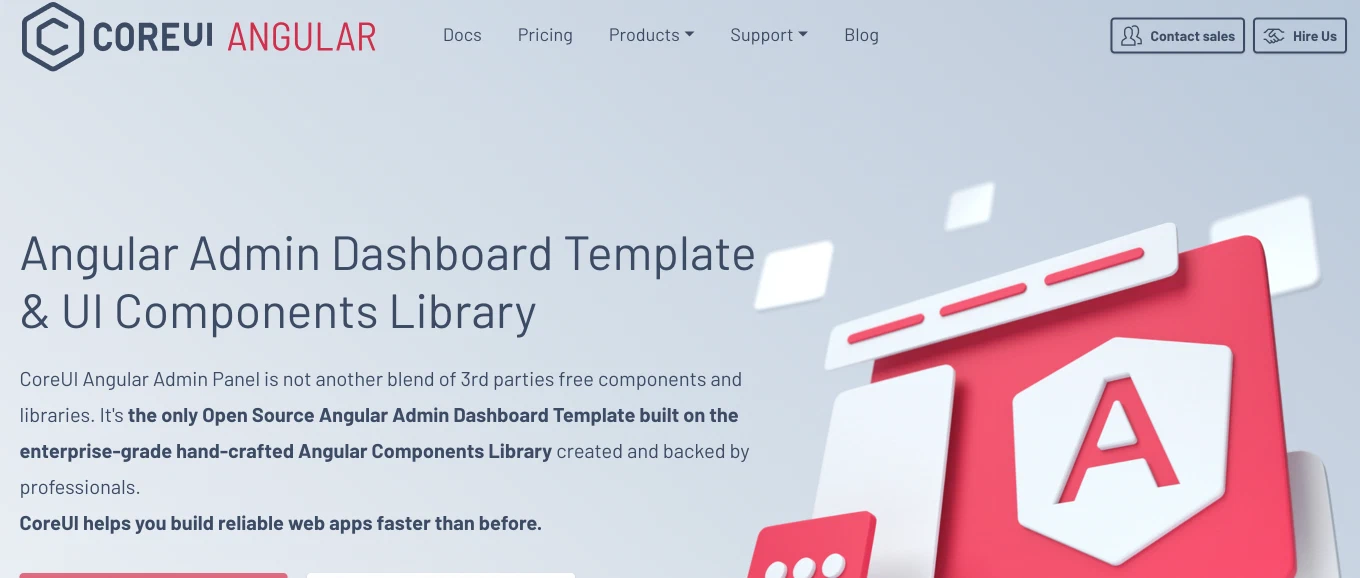 COREUI ANGULAR
Docs
Pricing
Products
Support
Blog
Contact sales
Hire Us
Angular Admin Dashboard Template
& UI Components Library
CoreUI Angular Admin Panel is not another blend of 3rd parties free components and
libraries. It's the only Open Source Angular Admin Dashboard Template built on the
enterprise-grade hand-crafted Angular Components Library created and backed by
professionals.
CoreUI helps you build reliable web apps faster than before.
A